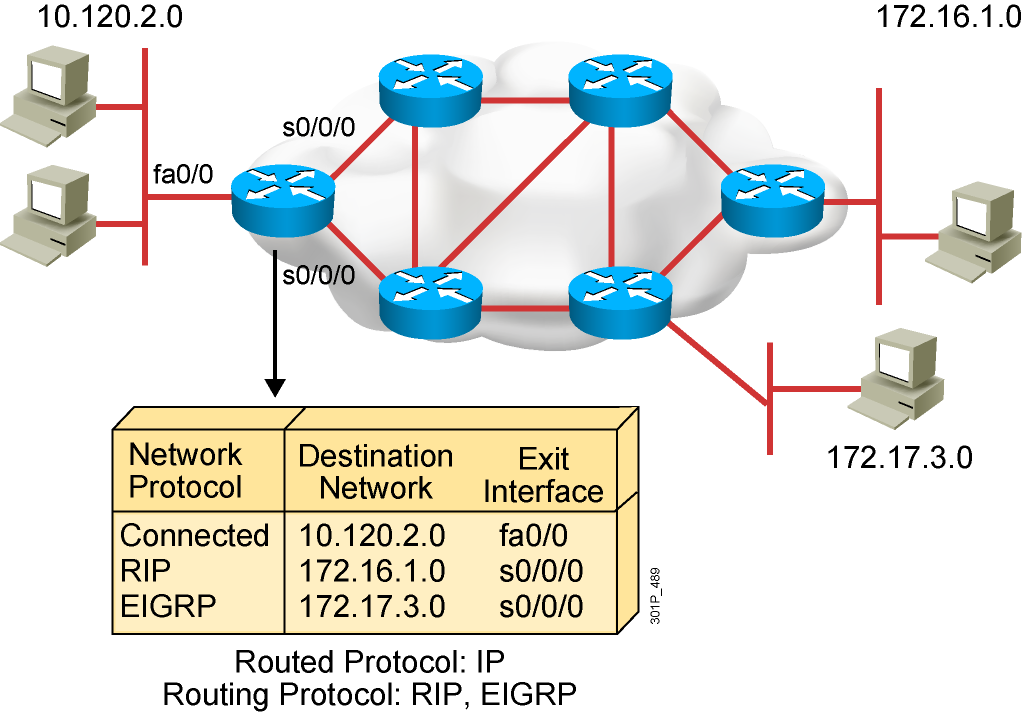 10.120.2.0
172.16.1.0
s0/0/0
fa0/0
s0/0/0
172.17.3.0
Network Protocol
Destination Network
Exit Interface
Connected 10.120.2.0 fa0/0
RIP 172.16.1.0 s0/0/0
EIGRP 172.17.3.0 s0/0/0
301P_489
Routed Protocol: IP
Routing Protocol: RIP, EIGRP